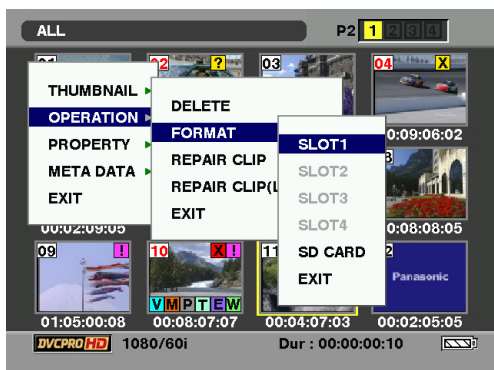 ALL P2 1 2 3 4
01 02 ? 03 04 X
THUMBNAIL
OPERATION
PROPERTY
META DATA
EXIT
DELETE
FORMAT
REPAIR CLIP
REPAIR CLIP(
EXIT
SLOT1
SLOT2
SLOT3
SLOT4
SD CARD
EXIT
0:09:06:02
00:02:09:05
0:08:08:05
09 ! 10 X ! 11 2
V M P T E W
Panasonic
01:05:00:08 00:08:07:07 00:04:07:03 00:02:05:05
DVCPRO HD 1080/60i Dur : 00:00:00:10